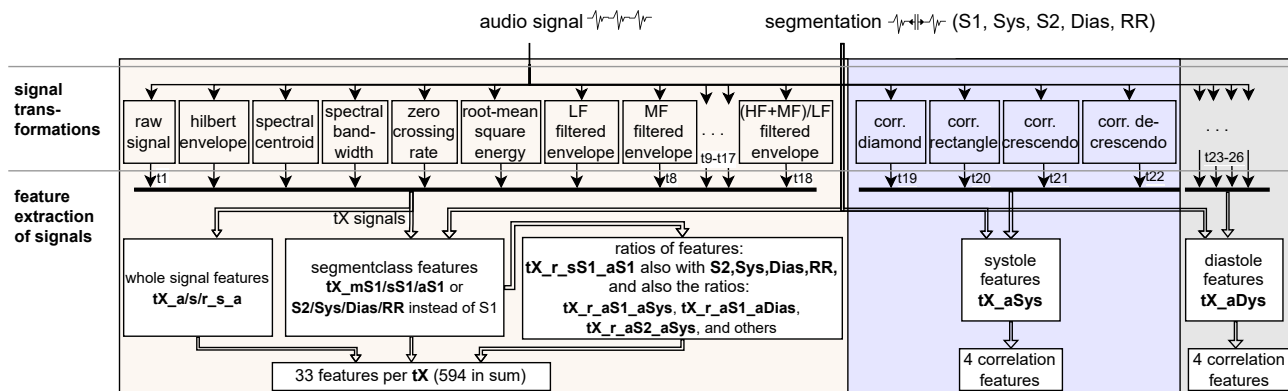 audio signal
segmentation (S1, Sys, S2, Dias, RR)
signal
trans-
formations
raw
signal
hilbert
envelope
spectral
centroid
spectral
band-
width
zero
crossing
rate
root-mean
square
energy
LF
filtered
envelope
MF
filtered
envelope
. . .
t9-t17
(HF+MF)/LF
filtered
envelope
corr.
diamond
corr.
rectangle
corr.
crescendo
corr. de-
crescendo
. . .
t23-26
t1
t8
t18
t19
t20
t21
t22
feature
extraction
of signals
tX signals
whole signal features
tX_a/s/r_s_a
segmentclass features
tX_mS1/sS1/aS1 or
S2/Sys/Dias/RR instead of S1
ratios of features:
tX_r_sS1_aS1 also with S2,Sys,Dias,RR,
and also the ratios:
tX_r_aS1_aSys, tX_r_aS1_aDias,
tX_r_aS2_aSys, and others
systole
features
tX_aSys
diastole
features
tX_aDys
33 features per tX (594 in sum)
4 correlation
features
4 correlation
features